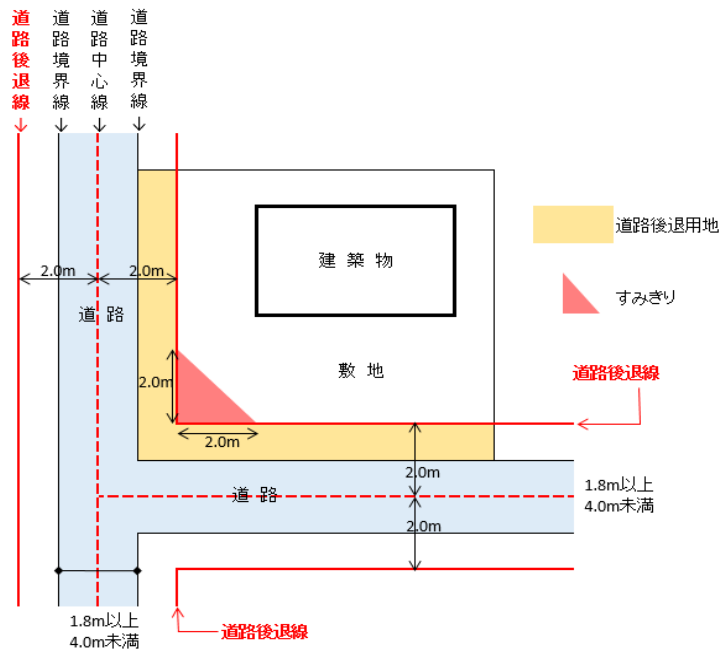 道路後退線
道路境界線
道路中心線
道路境界線
2.0m
2.0m
道路
建築物
道路後退用地
すみきり
敷地
2.0m
2.0m
道路後退線
2.0m
道路
1.8m以上
4.0m未満
2.0m
1.8m以上
4.0m未満
道路後退線